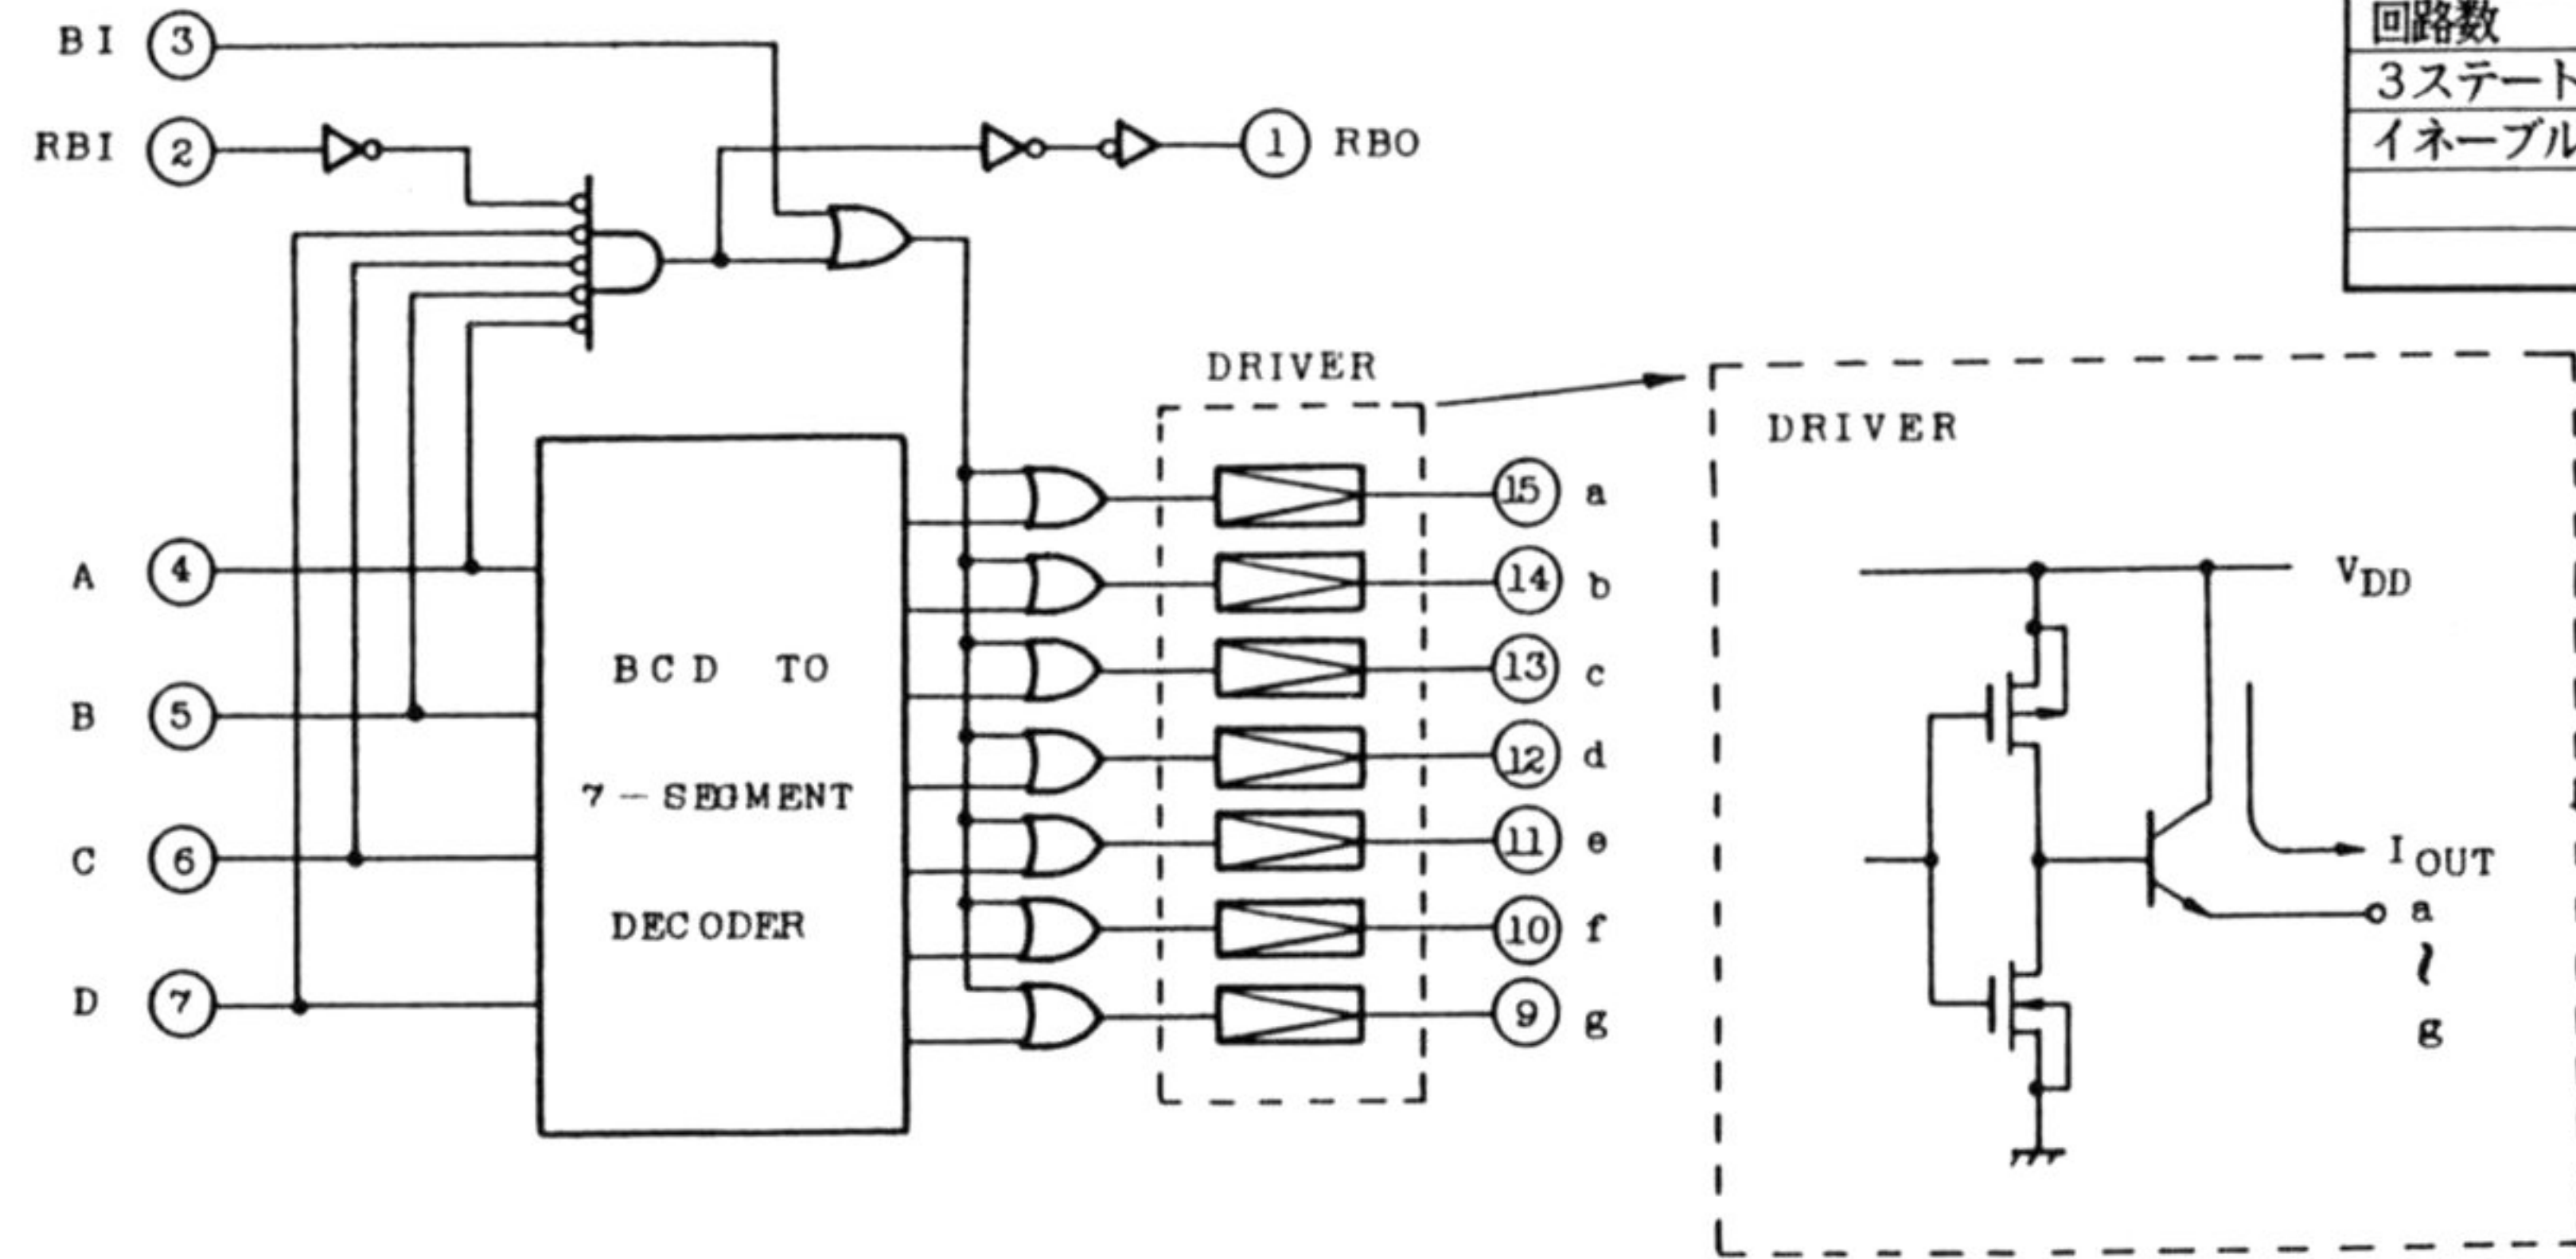 BI 3
RBI 2
1 RBO
回路数
3ステート
イネーブル
DRIVER
DRIVER
A 4
B 5
C 6
D 7
BCD TO
7-SEGMENT
DECODER
15 a
14 b
13 c
12 d
11 e
10 f
9 g
VDD
IOUT
a
~
g